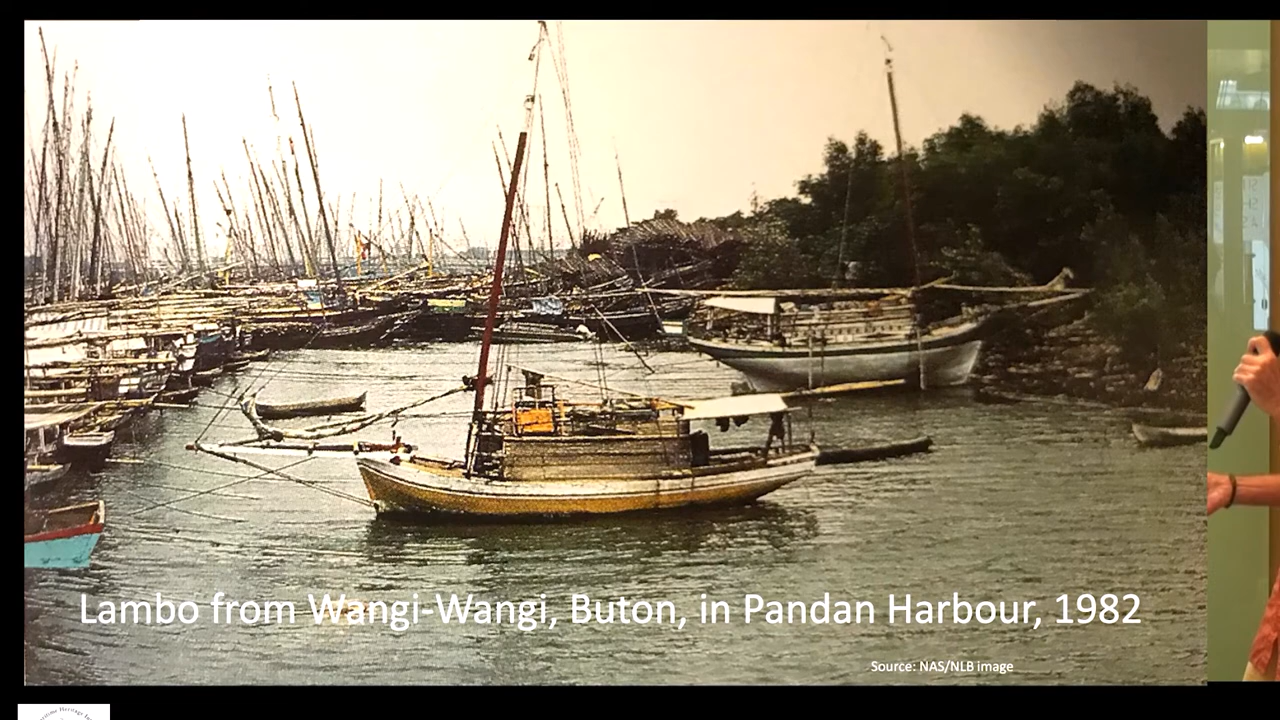 Lambo from Wangi-Wangi, Buton, in Pandan Harbour, 1982
Source: NAS/NLB image